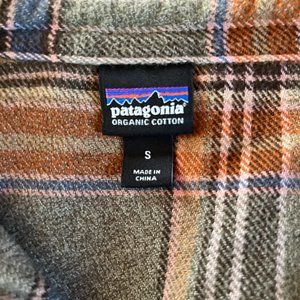 patagonia®
ORGANIC COTTON
S
MADE IN
CHINA